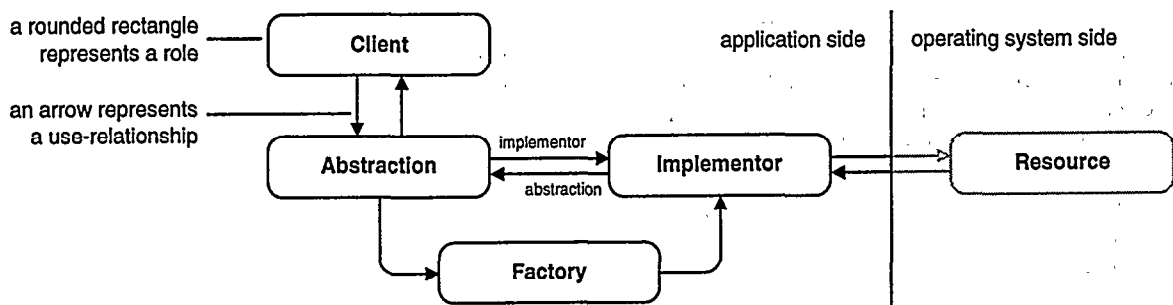 a rounded rectangle
represents a role
Client
application side
operating system side
an arrow represents
a use-relationship
Abstraction
implementor
abstraction
Implementor
Resource
Factory